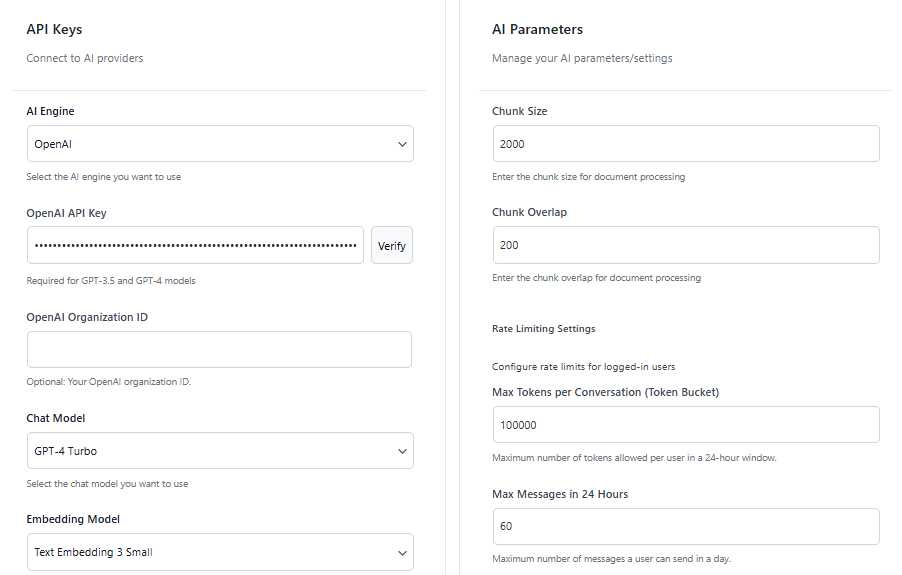 API Keys
Connect to AI providers
AI Engine
OpenAI
Select the AI engine you want to use
OpenAI API Key
Verify
Required for GPT-3.5 and GPT-4 models
OpenAI Organization ID
Optional: Your OpenAI organization ID.
Chat Model
GPT-4 Turbo
Select the chat model you want to use
Embedding Model
Text Embedding 3 Small
AI Parameters
Manage your AI parameters/settings
Chunk Size
2000
Enter the chunk size for document processing
Chunk Overlap
200
Enter the chunk overlap for document processing
Rate Limiting Settings
Configure rate limits for logged-in users
Max Tokens per Conversation (Token Bucket)
100000
Maximum number of tokens allowed per user in a 24-hour window.
Max Messages in 24 Hours
60
Maximum number of messages a user can send in a day.